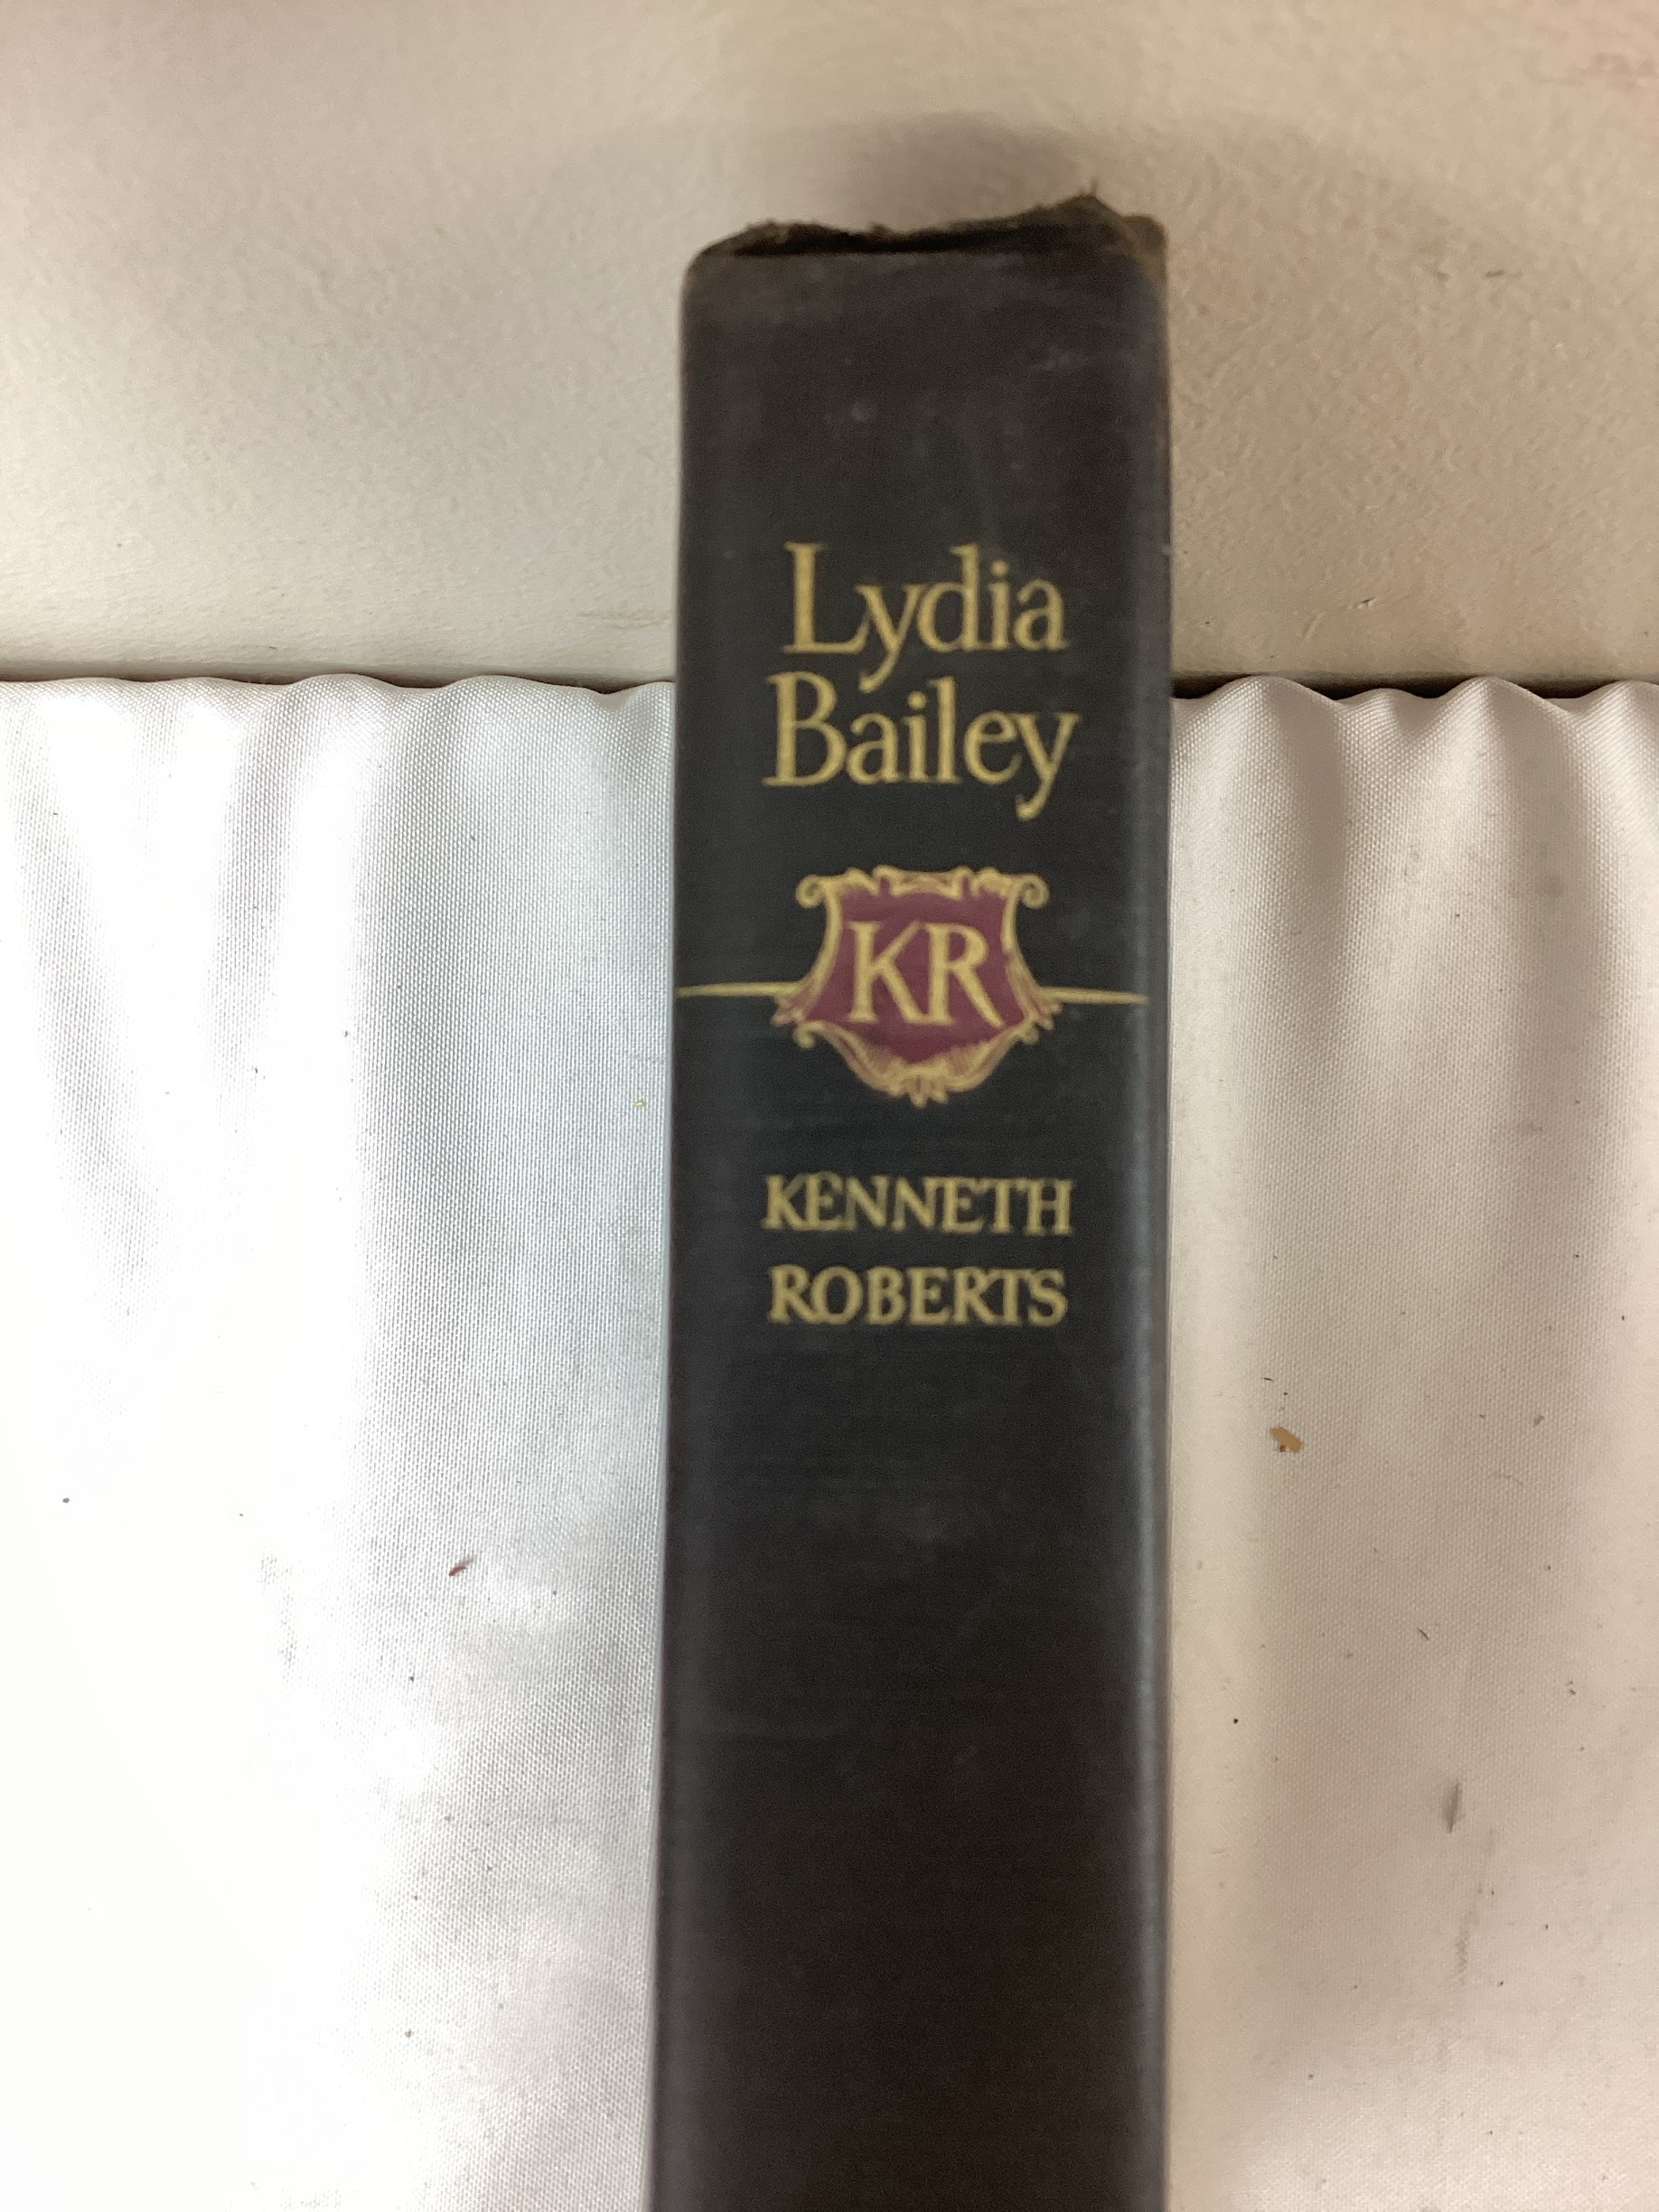 Lydia
Bailey
KR
KENNETH
ROBERTS